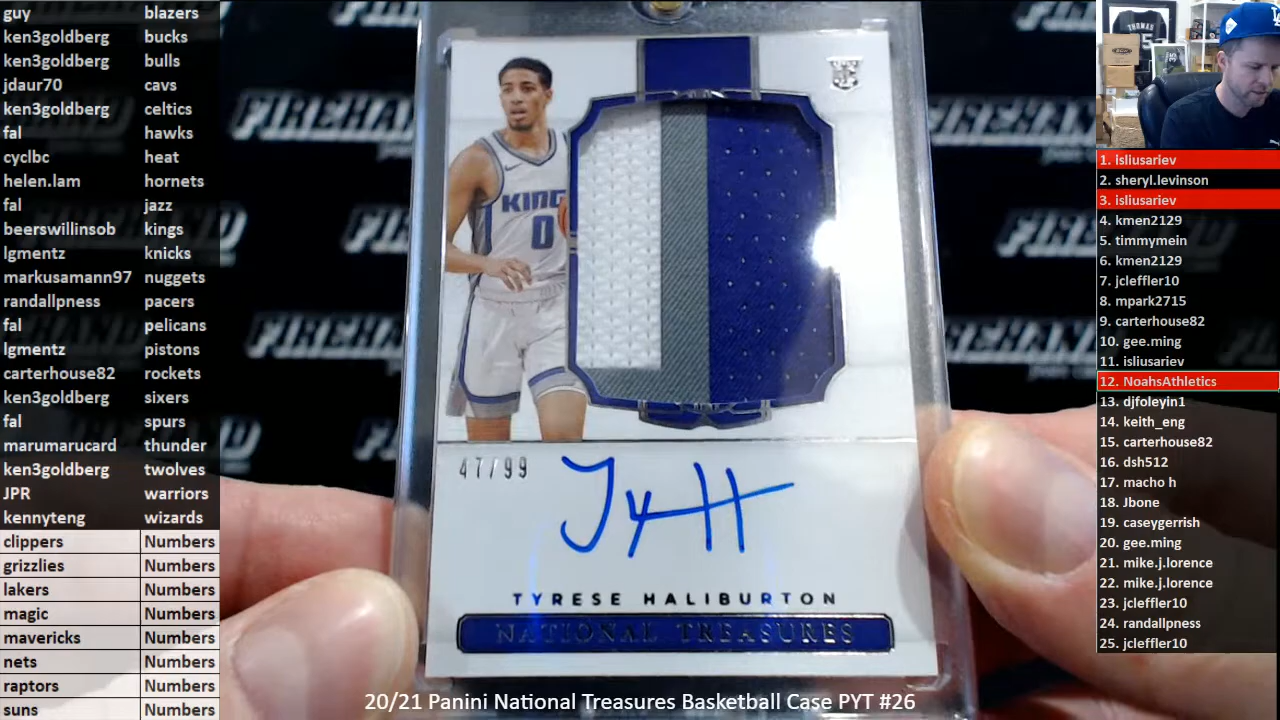 guy blazers
ken3goldberg bucks
ken3goldberg bulls
jdaur70 cavs
ken3goldberg celtics
fal hawks
cyclbc heat
helen.lam hornets
fal jazz
beerswillinsob kings
lgmentz knicks
markusamann97 nuggets
randallpness pacers
fal pelicans
lgmentz pistons
carterhouse82 rockets
ken3goldberg sixers
fal spurs
marumarucard thunder
ken3goldberg twolves
JPR warriors
kennyteng wizards
clippers Numbers
grizzlies Numbers
lakers Numbers
magic Numbers
mavericks Numbers
nets Numbers
raptors Numbers
suns Numbers
FIREHAND
KINGS
0
47/99
TyH
TYRESE HALIBURTON
NATIONAL TREASURES
20/21 Panini National Treasures Basketball Case PYT #26
THOMAS
LA
1. isliusariev
2. sheryl.levinson
3. isliusariev
4. kmen2129
5. timmymein
6. kmen2129
7. jcleffler10
8. mpark2715
9. carterhouse82
10. gee.ming
11. isliusariev
12. NoahsAthletics
13. djfoleyin1
14. keith_eng
15. carterhouse82
16. dsh512
17. macho h
18. Jbone
19. caseygerrish
20. gee.ming
21. mike.j.lorence
22. mike.j.lorence
23. jcleffler10
24. randallpness
25. jcleffler10